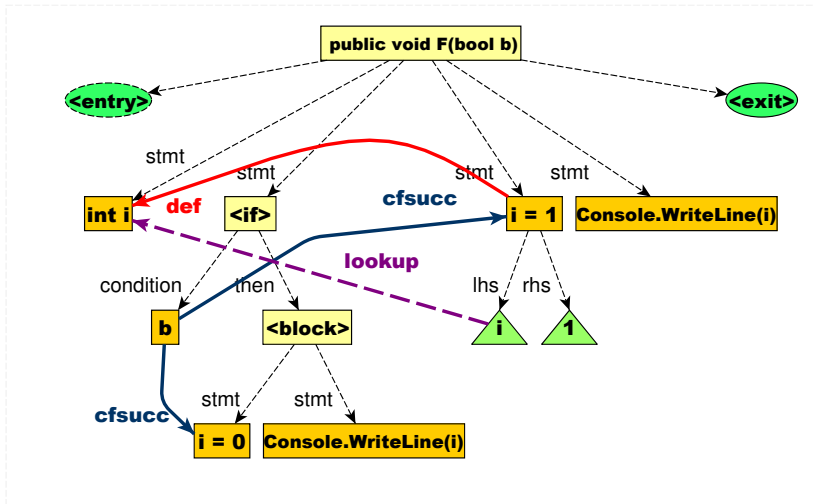 public void F(bool b)
<entry>
<exit>
stmt
stmt
stmt
stmt
int i
def
<if>
cfsucc
i = 1
Console.WriteLine(i)
lookup
condition
then
lhs
rhs
b
<block>
i
1
cfsucc
stmt
stmt
i = 0
Console.WriteLine(i)